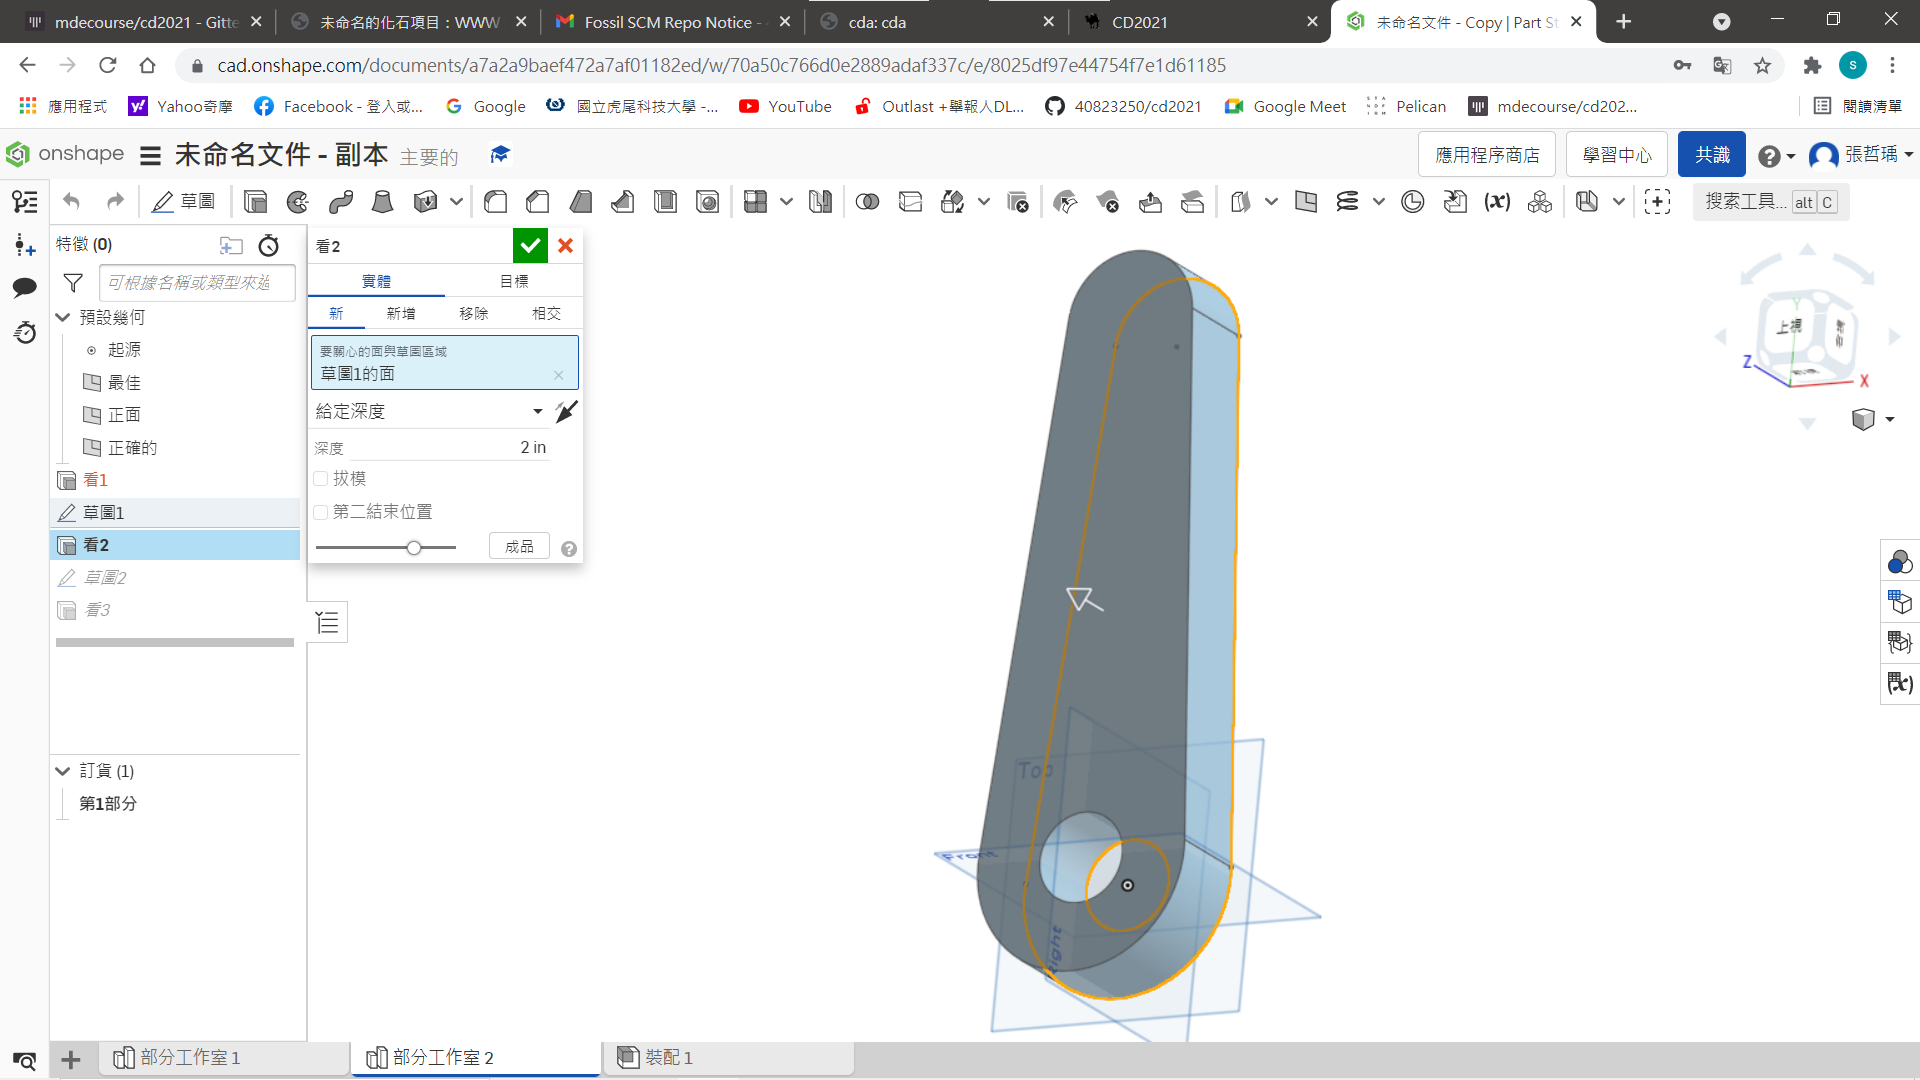 mdecourse/cd2021 - Gitte
未命名的化石項目：WWW
Fossil SCM Repo Notice -
cda: cda
CD2021
未命名文件 - Copy | Part St
cad.onshape.com/documents/a7a2a9baef472a7af01182ed/w/70a50c766d0e2889adaf337c/e/8025df97e44754f7e1d61185
s
應用程式
Yahoo奇摩
Facebook - 登入或...
Google
國立虎尾科技大學 -...
YouTube
Outlast +舉報人DL...
40823250/cd2021
Google Meet
Pelican
mdecourse/cd202...
閱讀清單
onshape
未命名文件 - 副本 主要的
應用程序商店
學習中心
共識
張哲瑀
草圖
搜索工具... alt C
特徵 (0)
可根據名稱或類型來過
預設幾何
起源
最佳
正面
正確的
看1
草圖1
看2
草圖2
看3
訂貨 (1)
第1部分
看2
實體 目標
新 新增 移除 相交
要關心的面與草圖區域
草圖1的面
給定深度
深度 2 in
拔模
第二結束位置
成品
Top
Front
Right
上視
Y
Z
X
部分工作室 1
部分工作室 2
裝配 1